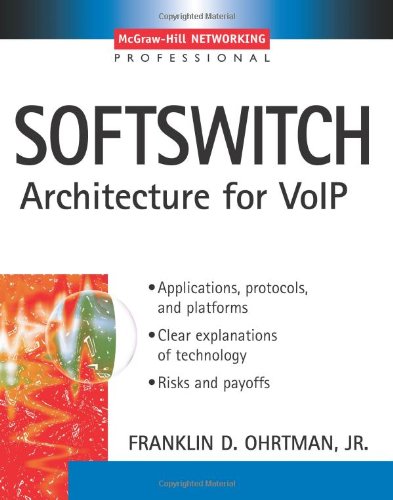 Copyrighted Material
McGraw-Hill NETWORKING
PROFESSIONAL
SOFTSWITCH
Architecture for VoIP
•Applications, protocols,
and platforms
•Clear explanations
of technology
•Risks and payoffs
FRANKLIN D. OHRTMAN, JR.
Copyrighted Material